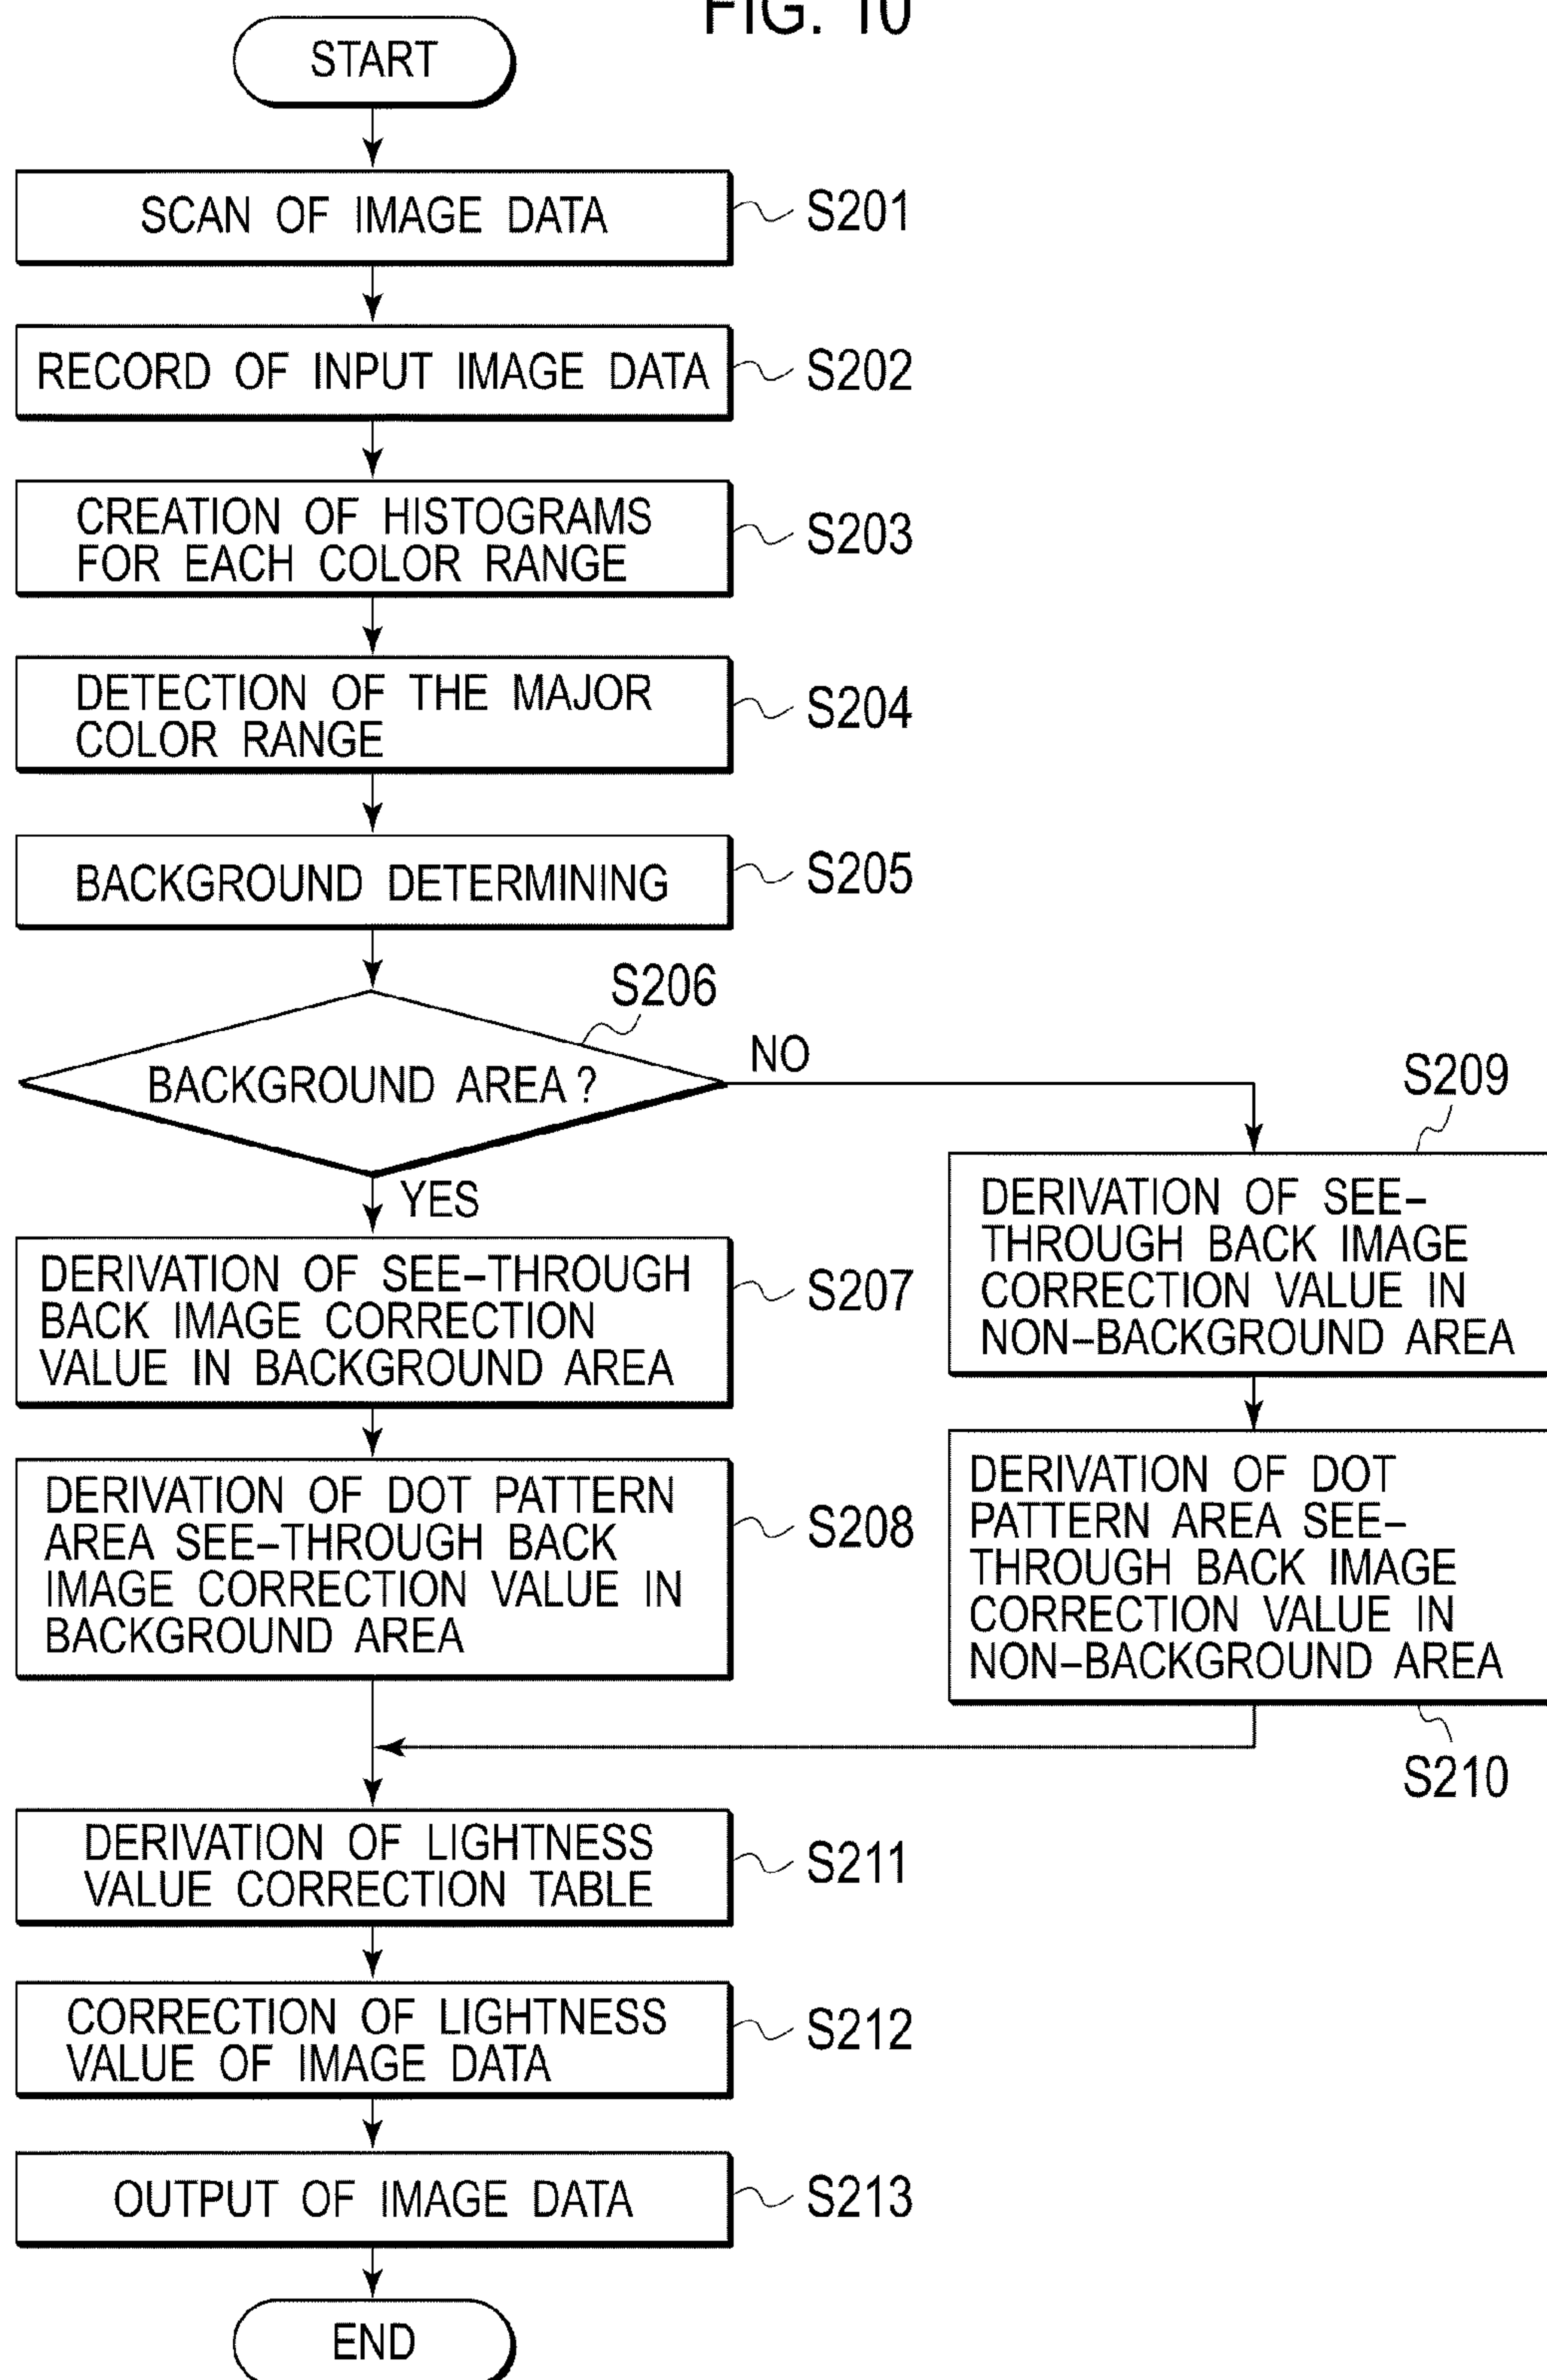 FIG. 10
START
SCAN OF IMAGE DATA
S201
RECORD OF INPUT IMAGE DATA
S202
CREATION OF HISTOGRAMS
FOR EACH COLOR RANGE
S203
DETECTION OF THE MAJOR
COLOR RANGE
S204
BACKGROUND DETERMINING
S205
S206
BACKGROUND AREA?
NO
YES
DERIVATION OF SEE-THROUGH
BACK IMAGE CORRECTION
VALUE IN BACKGROUND AREA
S207
DERIVATION OF DOT PATTERN
AREA SEE-THROUGH BACK
IMAGE CORRECTION VALUE IN
BACKGROUND AREA
S208
S209
DERIVATION OF SEE-
THROUGH BACK IMAGE
CORRECTION VALUE IN
NON-BACKGROUND AREA
DERIVATION OF DOT
PATTERN AREA SEE-
THROUGH BACK IMAGE
CORRECTION VALUE IN
NON-BACKGROUND AREA
S210
DERIVATION OF LIGHTNESS
VALUE CORRECTION TABLE
S211
CORRECTION OF LIGHTNESS
VALUE OF IMAGE DATA
S212
OUTPUT OF IMAGE DATA
S213
END